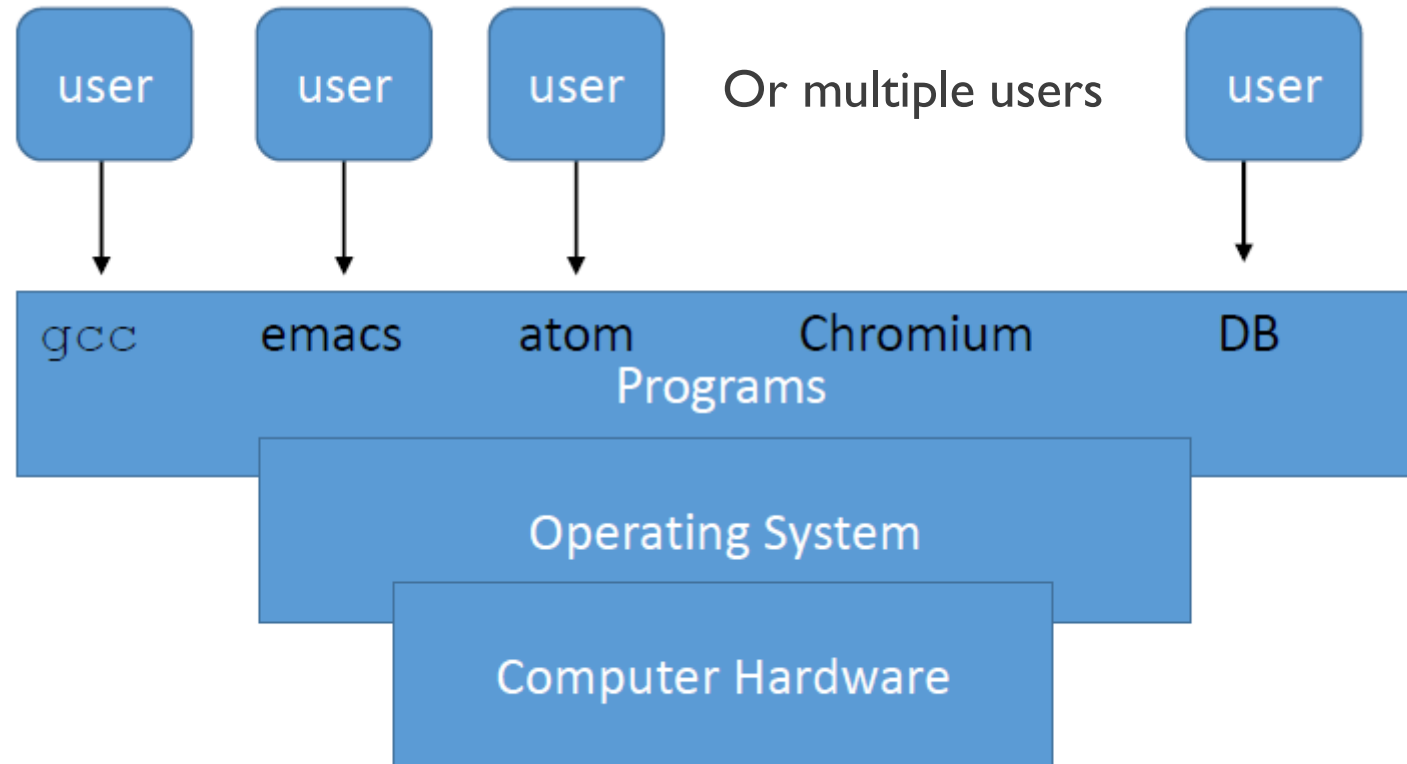 user user user Or multiple users user
gcc emacs atom Chromium DB
Programs
Operating System
Computer Hardware